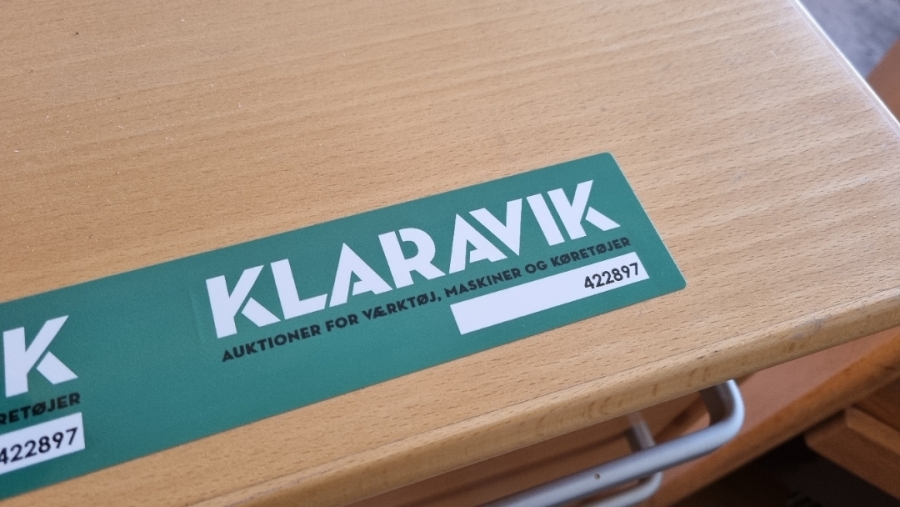 KLARAVIK
AUKTIONER FOR VÆRKTØJ, MASKINER OG KØRETØJER
422897
K
RETØJER
422897